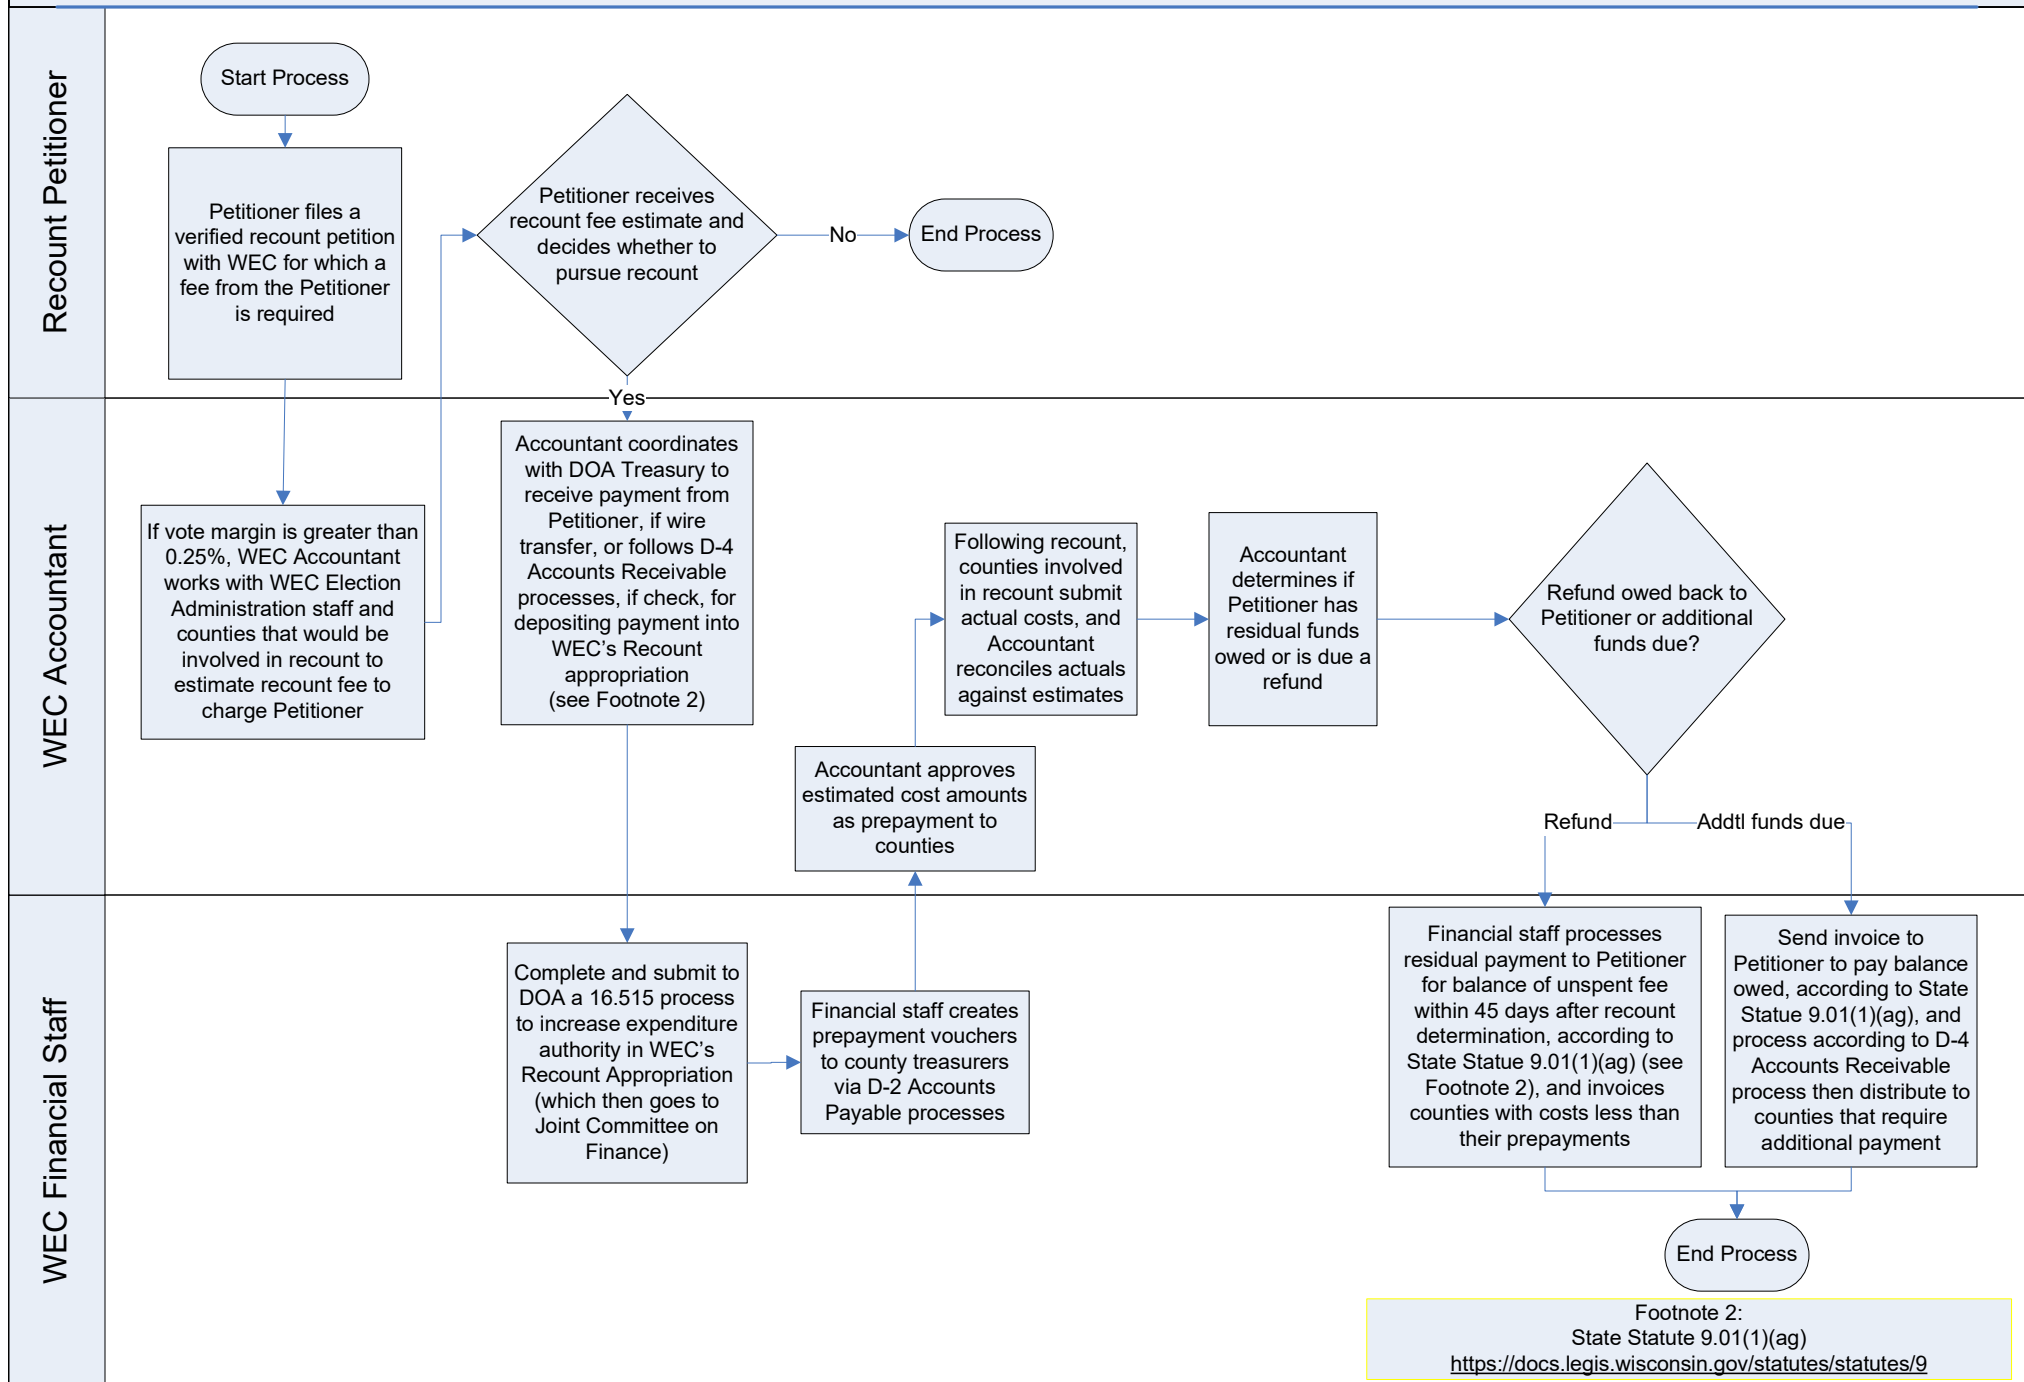 Recount Petitioner
Start Process
Petitioner files a
verified recount petition
with WEC for which a
fee from the Petitioner
is required
Petitioner receives
recount fee estimate and
decides whether to
pursue recount
No
End Process
Yes
WEC Accountant
If vote margin is greater than
0.25%, WEC Accountant
works with WEC Election
Administration staff and
counties that would be
involved in recount to
estimate recount fee to
charge Petitioner
Accountant coordinates
with DOA Treasury to
receive payment from
Petitioner, if wire
transfer, or follows D-4
Accounts Receivable
processes, if check, for
depositing payment into
WEC's Recount
appropriation
(see Footnote 2)
Accountant approves
estimated cost amounts
as prepayment to
counties
Following recount,
counties involved
in recount submit
actual costs, and
Accountant
reconciles actuals
against estimates
Accountant
determines if
Petitioner has
residual funds
owed or is due a
refund
Refund owed back to
Petitioner or additional
funds due?
Refund
Addtl funds due
WEC Financial Staff
Complete and submit to
DOA a 16.515 process
to increase expenditure
authority in WEC's
Recount Appropriation
(which then goes to
Joint Committee on
Finance)
Financial staff creates
prepayment vouchers
to county treasurers
via D-2 Accounts
Payable processes
Financial staff processes
residual payment to Petitioner
for balance of unspent fee
within 45 days after recount
determination, according to
State Statue 9.01(1)(ag) (see
Footnote 2), and invoices
counties with costs less than
their prepayments
Send invoice to
Petitioner to pay balance
owed, according to State
Statue 9.01(1)(ag), and
process according to D-4
Accounts Receivable
process then distribute to
counties that require
additional payment
End Process
Footnote 2:
State Statute 9.01(1)(ag)
https://docs.legis.wisconsin.gov/statutes/statutes/9